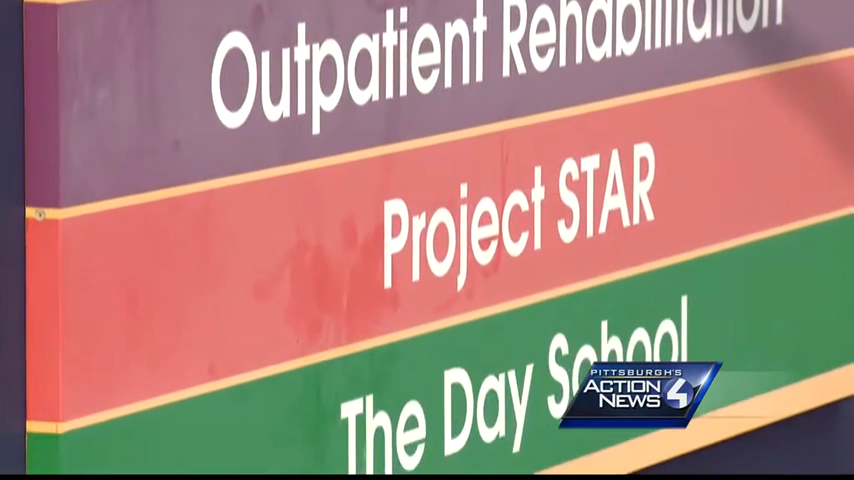 Outpatient Rehabilitation
Project STAR
The Day School
PITTSBURGH'S
ACTION
NEWS 4